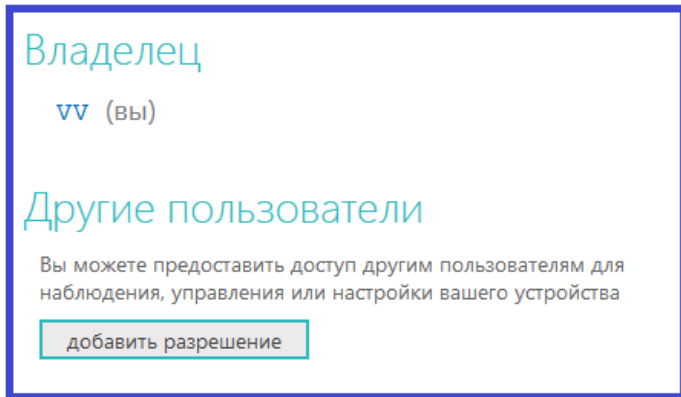 Владелец
vv (вы)
Другие пользователи
Вы можете предоставить доступ другим пользователям для
наблюдения, управления или настройки вашего устройства
добавить разрешение